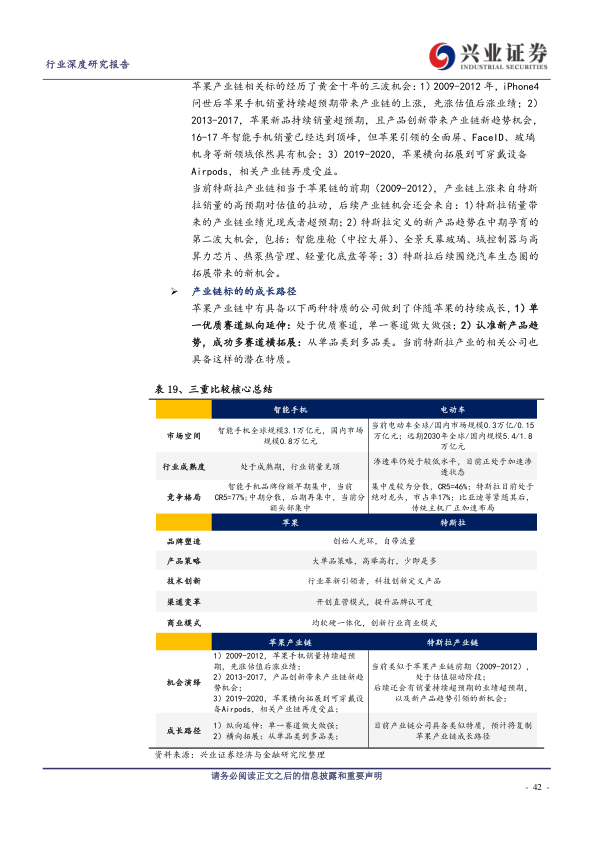 行业深度研究报告
兴业证券
INDUSTRIAL SECURITIES
苹果产业链相关标的经历了黄金十年的三波机会：1）2009-2012 年，iPhone4
问世后苹果手机销量持续超预期带来产业链的上涨，先涨估值后涨业绩；2）
2013-2017，苹果新品持续销量超预期，且产品创新带来产业链新趋势机会，
16-17 年智能手机销量已经达到顶峰，但苹果引领的全面屏、FaceID、玻璃
机身等新领域依然具有机会；3）2019-2020，苹果横向拓展到可穿戴设备
Airpods，相关产业链再度受益。
当前特斯拉产业链相当于苹果链的前期（2009-2012），产业链上涨来自特斯
拉销量的高预期对估值的拉动，后续产业链机会还会来自：1)特斯拉销量带
来的产业链业绩兑现或者超预期；2）特斯拉定义的新产品趋势在中期孕育的
第二波大机会，包括：智能座舱（中控大屏）、全景天幕玻璃、域控制器与高
算力芯片、热泵热管理、轻量化底盘等等；3）特斯拉后续围绕汽车生态圈的
拓展带来的新机会。
➢ 产业链标的的成长路径
苹果产业链中有具备以下两种特质的公司做到了伴随苹果的持续成长，1）单
一优质赛道纵向延伸：处于优质赛道，单一赛道做大做强；2）认准新产品趋
势，成功多赛道横拓展：从单品类到多品类。当前特斯拉产业的相关公司也
具备这样的潜在特质。
表 19、三重比较核心总结
智能手机 电动车
市场空间 智能手机全球规模3.1万亿元，国内市场
规模0.8万亿元
当前电动车全球/国内市场规模0.3万亿/0.15
万亿元；远期2030年全球/国内规模5.4/1.8
万亿元
行业成熟度 处于成熟期，行业销量见顶
渗透率仍处于较低水平，目前正处于加速渗
透状态
竞争格局
智能手机品牌份额早期集中，当前
CR5=77%;中期分散，后期再集中，当前份
额头部集中
集中度较为分散，CR5=46%；特斯拉目前处于
绝对龙头，市占率17%；比亚迪等紧随其后，
传统主机厂正加速布局
苹果 特斯拉
品牌塑造 创始人光环，自带流量
产品策略 大单品策略，高举高打，少即是多
技术创新 行业革新引领者，科技创新定义产品
渠道变革 开创直营模式，提升品牌认可度
商业模式 均软硬一体化，创新行业商业模式
苹果产业链 特斯拉产业链
机会演绎
1）2009-2012，苹果手机销量持续超预
期，先涨估值后涨业绩；
2）2013-2017，产品创新带来产业链新趋
势机会；
3）2019-2020，苹果横向拓展到可穿戴设
备Airpods，相关产业链再度受益；
当前类似于苹果产业链前期（2009-2012），
处于估值驱动阶段；
后续还会有销量持续超预期的业绩超预期，
以及新产品趋势引领的新机会；
成长路径
1）纵向延伸：单一赛道做大做强；
2）横向拓展：从单品类到多品类；
目前产业链公司具备类似特质，预计将复制
苹果产业链成长路径
资料来源：兴业证券经济与金融研究院整理
请务必阅读正文之后的信息披露和重要声明
- 42 -